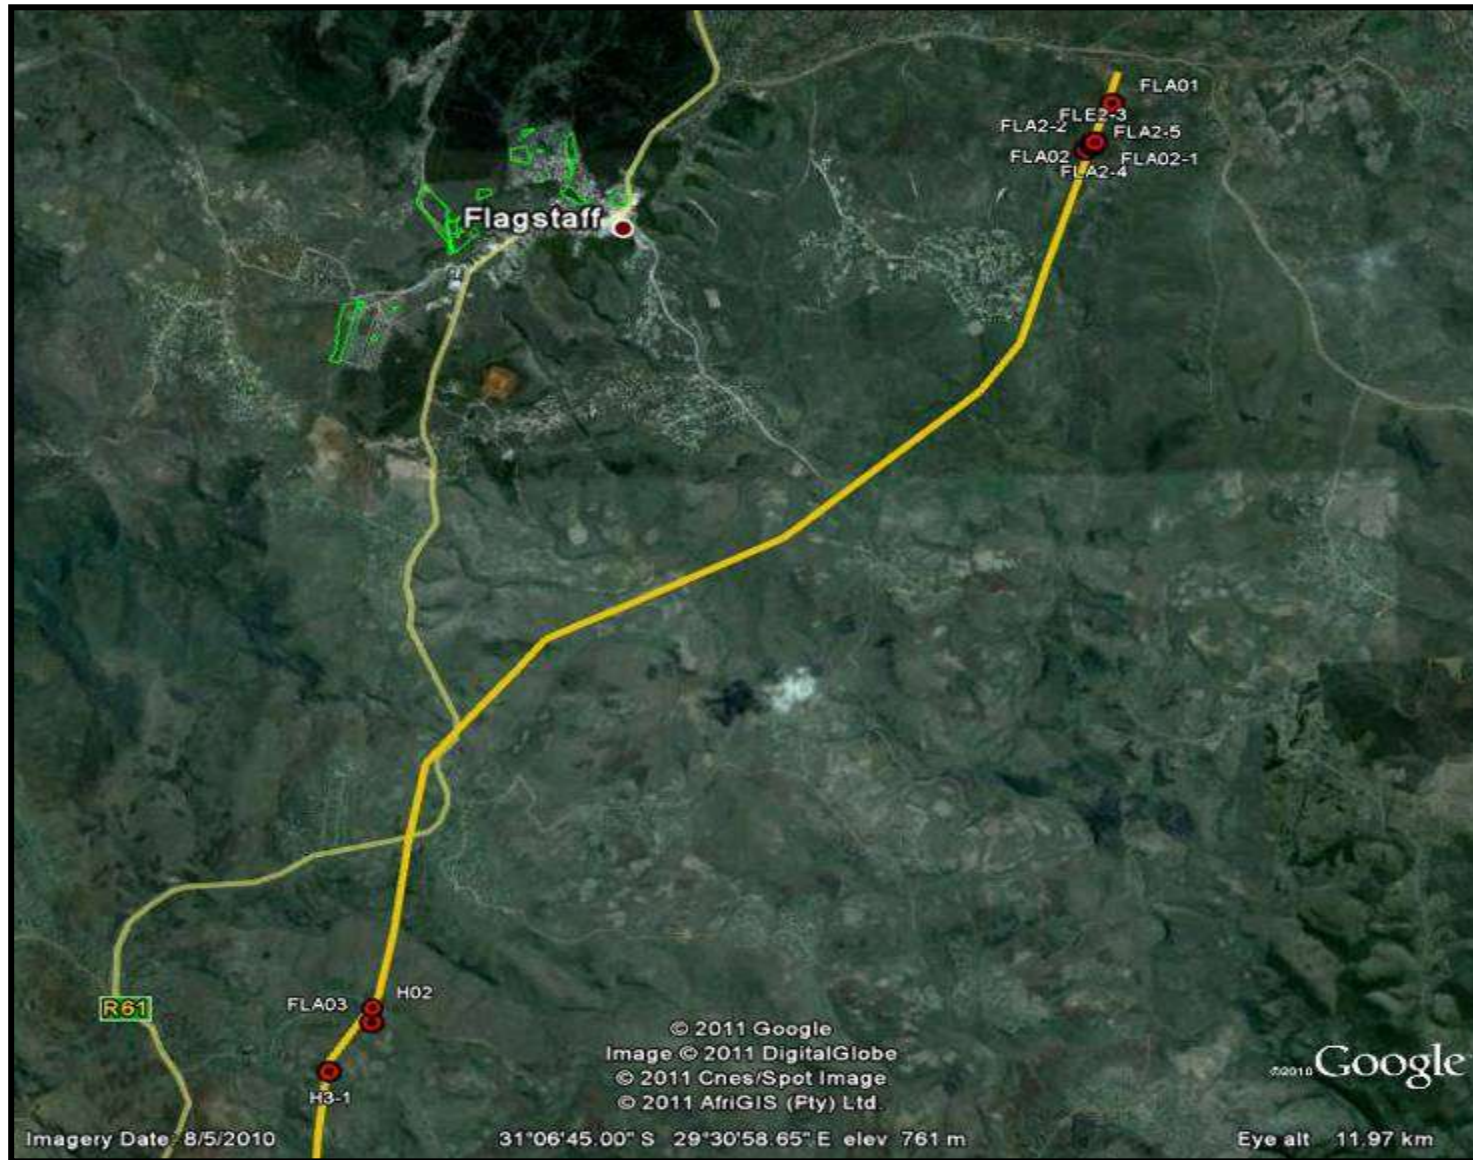 FLA01
FLE2-3
FLA2-2
FLA2-5
FLA02
FLA02-1
FLA2-4
Flagstaff
R61
FLA03
H02
H3-1
© 2011 Google
Image © 2011 DigitalGlobe
© 2011 Cnes/Spot Image
© 2011 AfriGIS (Pty) Ltd.
©2010 Google
Imagery Date: 8/5/2010
31°06'45.00" S 29°30'58.65" E elev 761 m
Eye alt 11.97 km